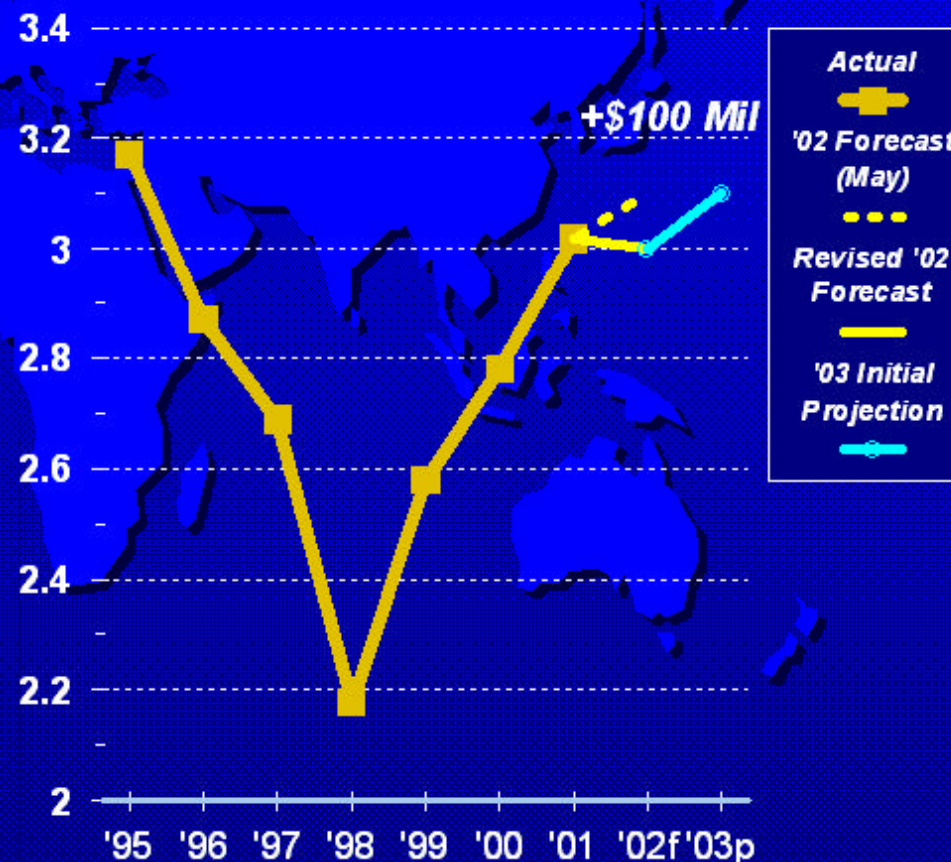 3.4
3.2
3
2.8
2.6
2.4
2.2
2
'95 '96 '97 '98 '99 '00 '01 '02f '03p
+$100 Mil
Actual
'02 Forecast
(May)
Revised '02
Forecast
'03 Initial
Projection